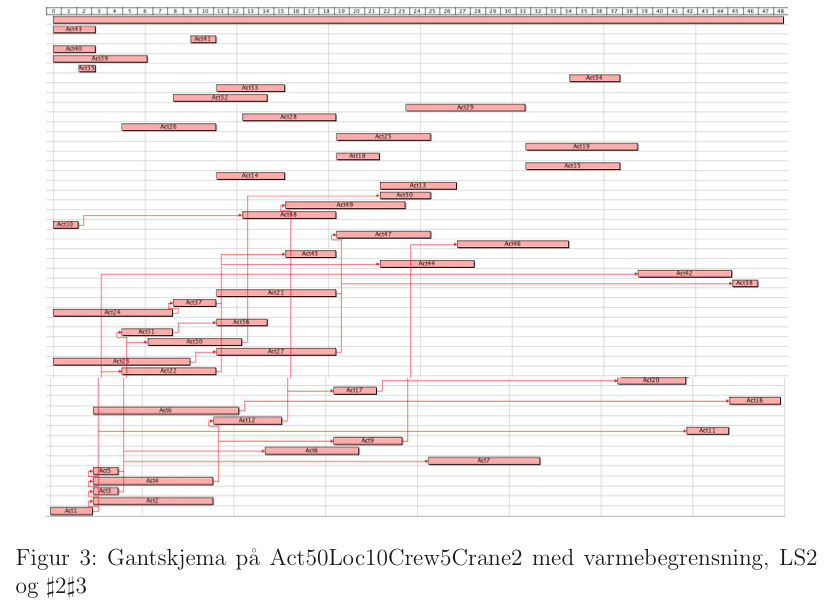 0 1 2 3 4 5 6 7 8 9 10 11 12 13 14 15 16 17 18 19 20 21 22 23 24 25 26 27 28 29 30 31 32 33 34 35 36 37 38 39 40 41 42 43 44 45 46 47 48
Act43
Act41
Act40
Act39
Act35
Act34
Act33
Act32
Act29
Act28
Act26
Act25
Act19
Act18
Act15
Act14
Act13
Act50
Act49
Act48
Act10
Act47
Act46
Act45
Act44
Act42
Act38
Act21
Act37
Act24
Act36
Act31
Act30
Act27
Act23
Act22
Act20
Act17
Act16
Act6
Act12
Act11
Act9
Act8
Act7
Act5
Act4
Act3
Act2
Act1
Figur 3: Gantskjema på Act50Loc10Crew5Crane2 med varmebegrensning, LS2
og ♯2♯3